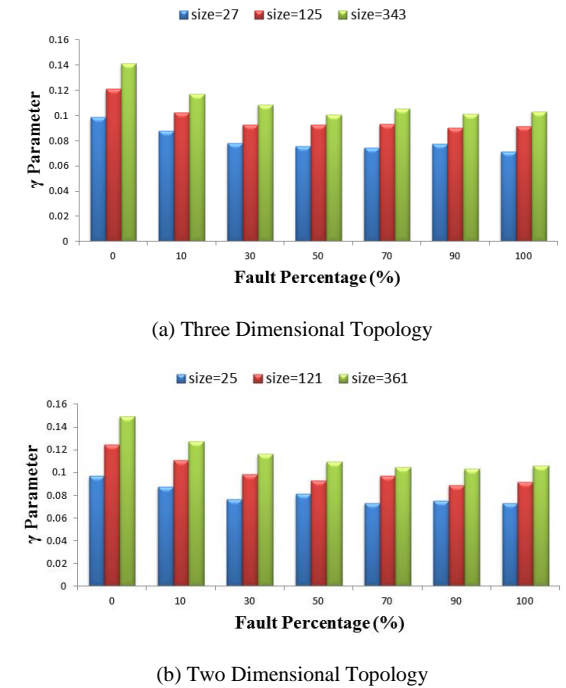 size=27 size=125 size=343
0.16
0.14
0.12
0.1
0.08
0.06
0.04
0.02
0
γ Parameter
0 10 30 50 70 90 100
Fault Percentage (%)
(a) Three Dimensional Topology
size=25 size=121 size=361
0.16
0.14
0.12
0.1
0.08
0.06
0.04
0.02
0
γ Parameter
0 10 30 50 70 90 100
Fault Percentage (%)
(b) Two Dimensional Topology